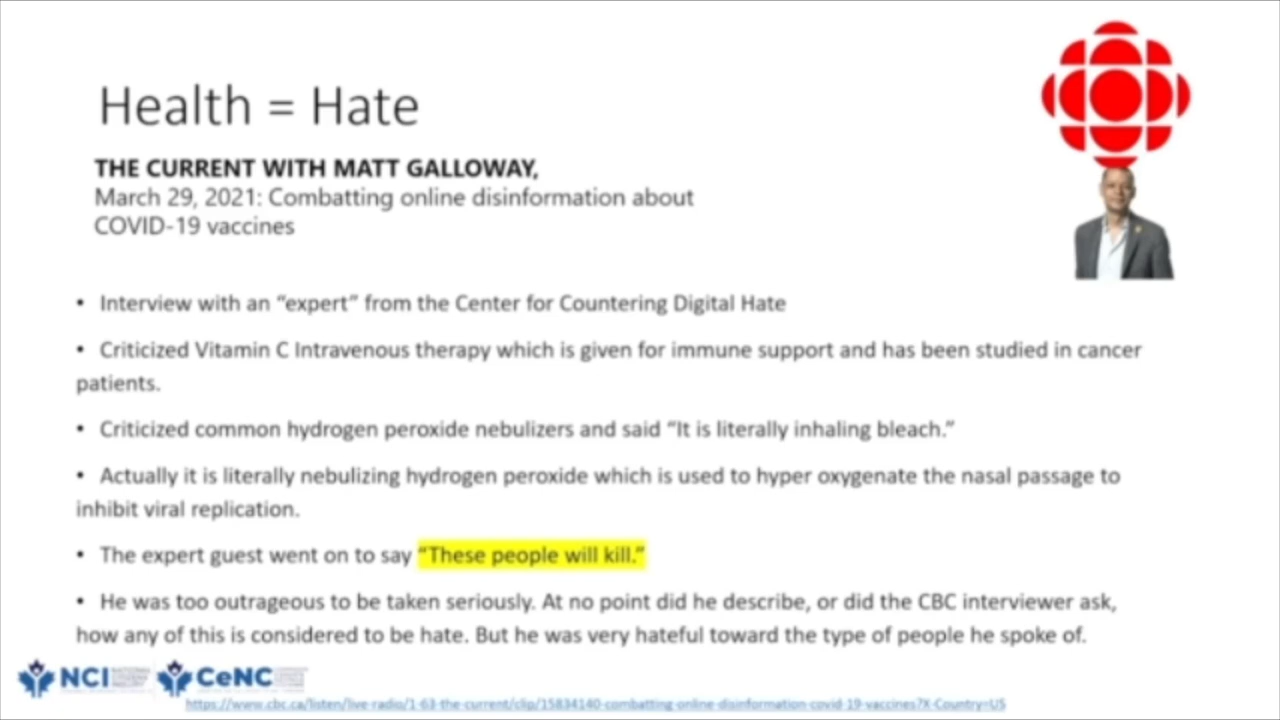 Health = Hate
THE CURRENT WITH MATT GALLOWAY,
March 29, 2021: Combatting online disinformation about
COVID-19 vaccines
• Interview with an “expert” from the Center for Countering Digital Hate
• Criticized Vitamin C Intravenous therapy which is given for immune support and has been studied in cancer
patients.
• Criticized common hydrogen peroxide nebulizers and said “It is literally inhaling bleach.”
• Actually it is literally nebulizing hydrogen peroxide which is used to hyper oxygenate the nasal passage to
inhibit viral replication.
• The expert guest went on to say “These people will kill.”
• He was too outrageous to be taken seriously. At no point did he describe, or did the CBC interviewer ask,
how any of this is considered to be hate. But he was very hateful toward the type of people he spoke of.
NCI CeNC
https://www.cbc.ca/listen/live-radio/1-63-the-current/clip/15834140-combatting-online-disinformation-covid-19-vaccines?X-Country=US